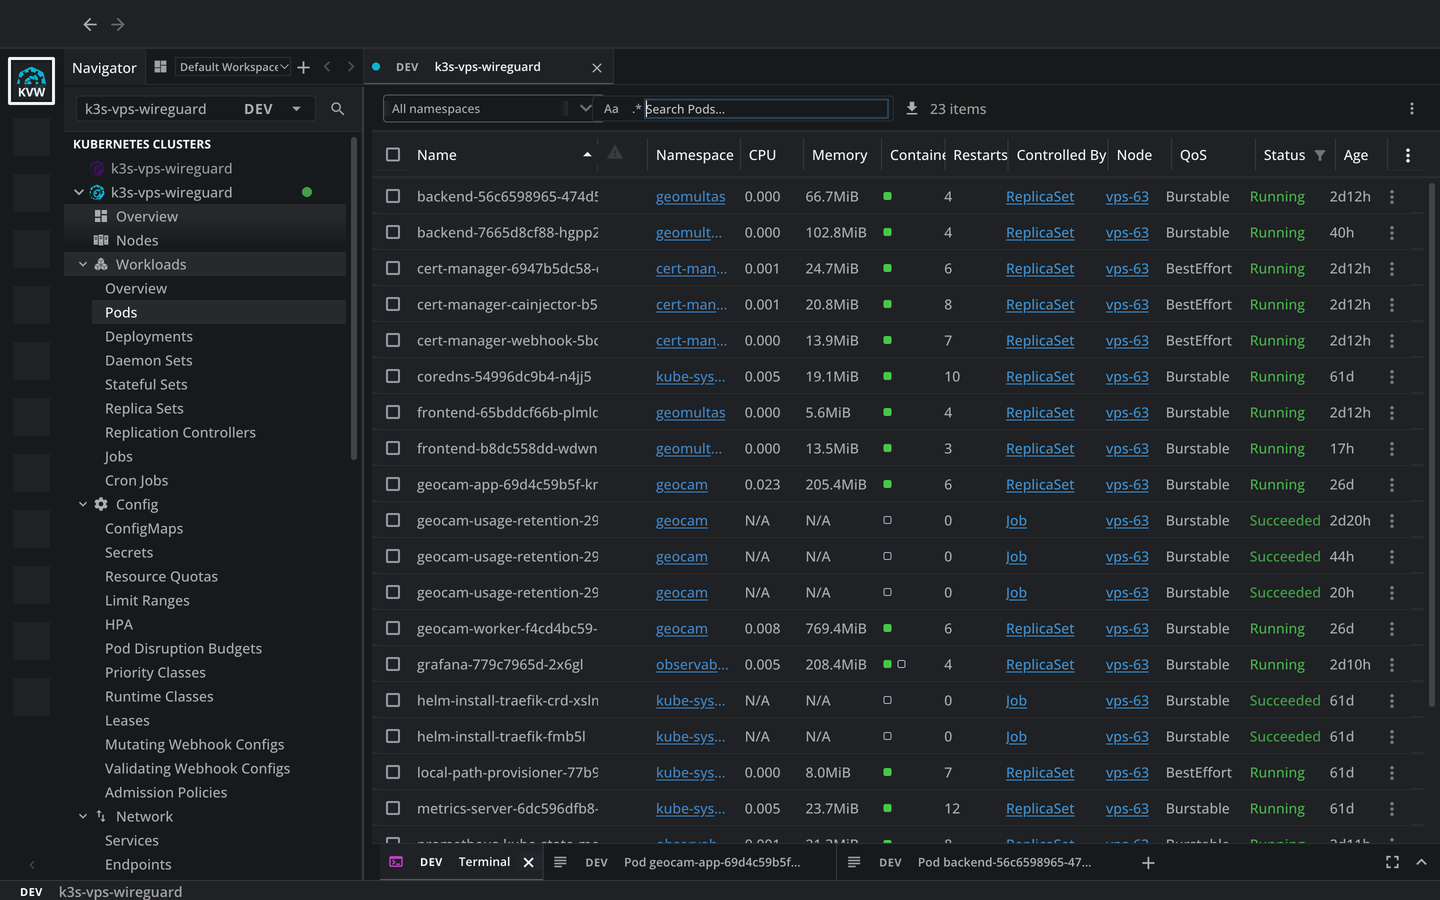 KVW
Navigator
Default Workspace
DEV k3s-vps-wireguard
k3s-vps-wireguard DEV
KUBERNETES CLUSTERS
k3s-vps-wireguard
k3s-vps-wireguard
Overview
Nodes
Workloads
Overview
Pods
Deployments
Daemon Sets
Stateful Sets
Replica Sets
Replication Controllers
Jobs
Cron Jobs
Config
ConfigMaps
Secrets
Resource Quotas
Limit Ranges
HPA
Pod Disruption Budgets
Priority Classes
Runtime Classes
Leases
Mutating Webhook Configs
Validating Webhook Configs
Admission Policies
Network
Services
Endpoints
All namespaces Aa .* Search Pods... 23 items
Name Namespace CPU Memory Containe Restarts Controlled By Node QoS Status Age
backend-56c6598965-474d5 geomultas 0.000 66.7MiB 4 ReplicaSet vps-63 Burstable Running 2d12h
backend-7665d8cf88-hgpp2 geomult... 0.000 102.8MiB 4 ReplicaSet vps-63 Burstable Running 40h
cert-manager-6947b5dc58- cert-man... 0.001 24.7MiB 6 ReplicaSet vps-63 BestEffort Running 2d12h
cert-manager-cainjector-b5 cert-man... 0.001 20.8MiB 8 ReplicaSet vps-63 BestEffort Running 2d12h
cert-manager-webhook-5bc cert-man... 0.000 13.9MiB 7 ReplicaSet vps-63 BestEffort Running 2d12h
coredns-54996dc9b4-n4jj5 kube-sys... 0.005 19.1MiB 10 ReplicaSet vps-63 Burstable Running 61d
frontend-65bddcf66b-plmlc geomultas 0.000 5.6MiB 4 ReplicaSet vps-63 Burstable Running 2d12h
frontend-b8dc558dd-wdwn geomult... 0.000 13.5MiB 3 ReplicaSet vps-63 Burstable Running 17h
geocam-app-69d4c59b5f-kr geocam 0.023 205.4MiB 6 ReplicaSet vps-63 Burstable Running 26d
geocam-usage-retention-29 geocam N/A N/A 0 Job vps-63 Burstable Succeeded 2d20h
geocam-usage-retention-29 geocam N/A N/A 0 Job vps-63 Burstable Succeeded 44h
geocam-usage-retention-29 geocam N/A N/A 0 Job vps-63 Burstable Succeeded 20h
geocam-worker-f4cd4bc59- geocam 0.008 769.4MiB 6 ReplicaSet vps-63 Burstable Running 26d
grafana-779c7965d-2x6gl observab... 0.005 208.4MiB 4 ReplicaSet vps-63 Burstable Running 2d10h
helm-install-traefik-crd-xsln kube-sys... N/A N/A 0 Job vps-63 Burstable Succeeded 61d
helm-install-traefik-fmb5l kube-sys... N/A N/A 0 Job vps-63 Burstable Succeeded 61d
local-path-provisioner-77b9 kube-sys... 0.000 8.0MiB 7 ReplicaSet vps-63 BestEffort Running 61d
metrics-server-6dc596dfb8- kube-sys... 0.005 23.7MiB 12 ReplicaSet vps-63 Burstable Running 61d
DEV Terminal DEV Pod geocam-app-69d4c59b5f... DEV Pod backend-56c6598965-47...
DEV k3s-vps-wireguard